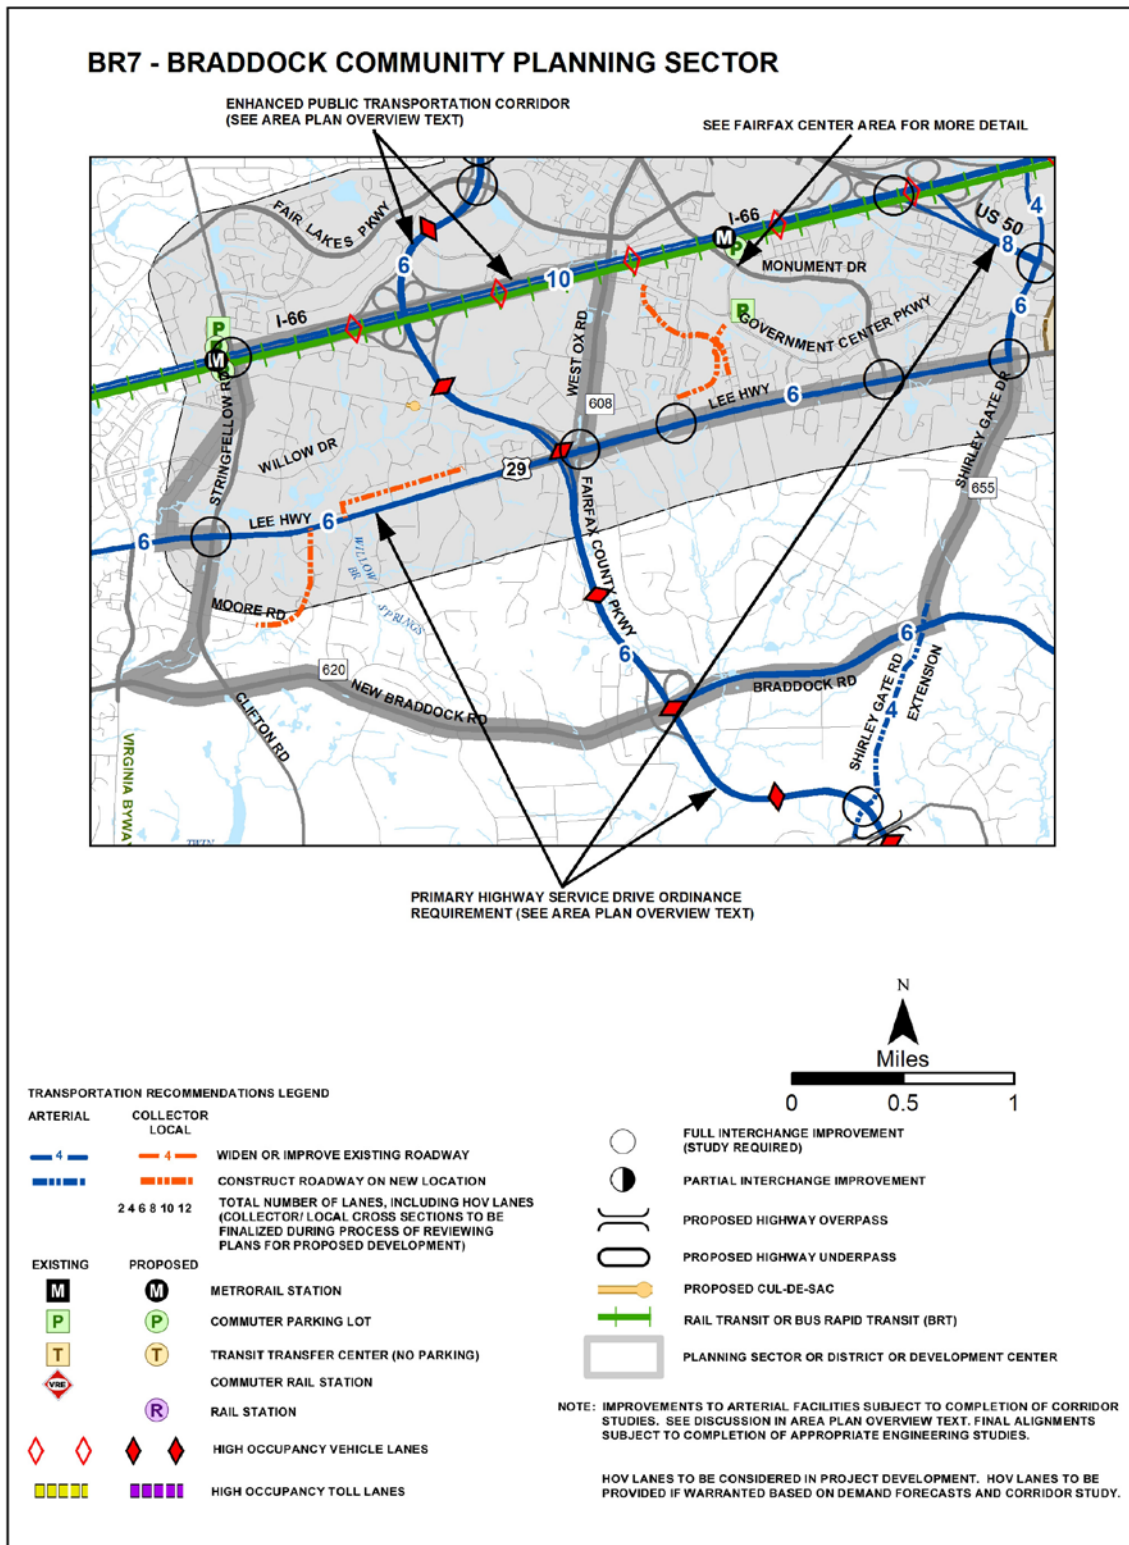 BR7 - BRADDOCK COMMUNITY PLANNING SECTOR
ENHANCED PUBLIC TRANSPORTATION CORRIDOR
(SEE AREA PLAN OVERVIEW TEXT)
SEE FAIRFAX CENTER AREA FOR MORE DETAIL
FAIR LAKES PKWY
I-66
US 50
4
8
6
M
P
MONUMENT DR
6
10
P
GOVERNMENT CENTER PKWY
6
I-66
P
M
WEST OX RD
608
LEE HWY
6
STRINGFELLOW RD
WILLOW DR
29
SHIRLEY GATE DR
655
LEE HWY
6
6
FAIRFAX COUNTY PKWY
WILLOW
BR
SPRINGS
MOORE RD
6
6
620
NEW BRADDOCK RD
BRADDOCK RD
SHIRLEY GATE RD
EXTENSION
4
CLIFTON RD
VIRGINIA BYWAY
TWIN
PRIMARY HIGHWAY SERVICE DRIVE ORDINANCE
REQUIREMENT (SEE AREA PLAN OVERVIEW TEXT)
N
Miles
0 0.5 1
TRANSPORTATION RECOMMENDATIONS LEGEND
ARTERIAL COLLECTOR
LOCAL
4 4 WIDEN OR IMPROVE EXISTING ROADWAY
CONSTRUCT ROADWAY ON NEW LOCATION
2 4 6 8 10 12 TOTAL NUMBER OF LANES, INCLUDING HOV LANES
(COLLECTOR/ LOCAL CROSS SECTIONS TO BE
FINALIZED DURING PROCESS OF REVIEWING
PLANS FOR PROPOSED DEVELOPMENT)
EXISTING PROPOSED
M M METRORAIL STATION
P P COMMUTER PARKING LOT
T T TRANSIT TRANSFER CENTER (NO PARKING)
VRE COMMUTER RAIL STATION
R RAIL STATION
HIGH OCCUPANCY VEHICLE LANES
HIGH OCCUPANCY TOLL LANES
FULL INTERCHANGE IMPROVEMENT
(STUDY REQUIRED)
PARTIAL INTERCHANGE IMPROVEMENT
PROPOSED HIGHWAY OVERPASS
PROPOSED HIGHWAY UNDERPASS
PROPOSED CUL-DE-SAC
RAIL TRANSIT OR BUS RAPID TRANSIT (BRT)
PLANNING SECTOR OR DISTRICT OR DEVELOPMENT CENTER
NOTE: IMPROVEMENTS TO ARTERIAL FACILITIES SUBJECT TO COMPLETION OF CORRIDOR
STUDIES. SEE DISCUSSION IN AREA PLAN OVERVIEW TEXT. FINAL ALIGNMENTS
SUBJECT TO COMPLETION OF APPROPRIATE ENGINEERING STUDIES.
HOV LANES TO BE CONSIDERED IN PROJECT DEVELOPMENT. HOV LANES TO BE
PROVIDED IF WARRANTED BASED ON DEMAND FORECASTS AND CORRIDOR STUDY.